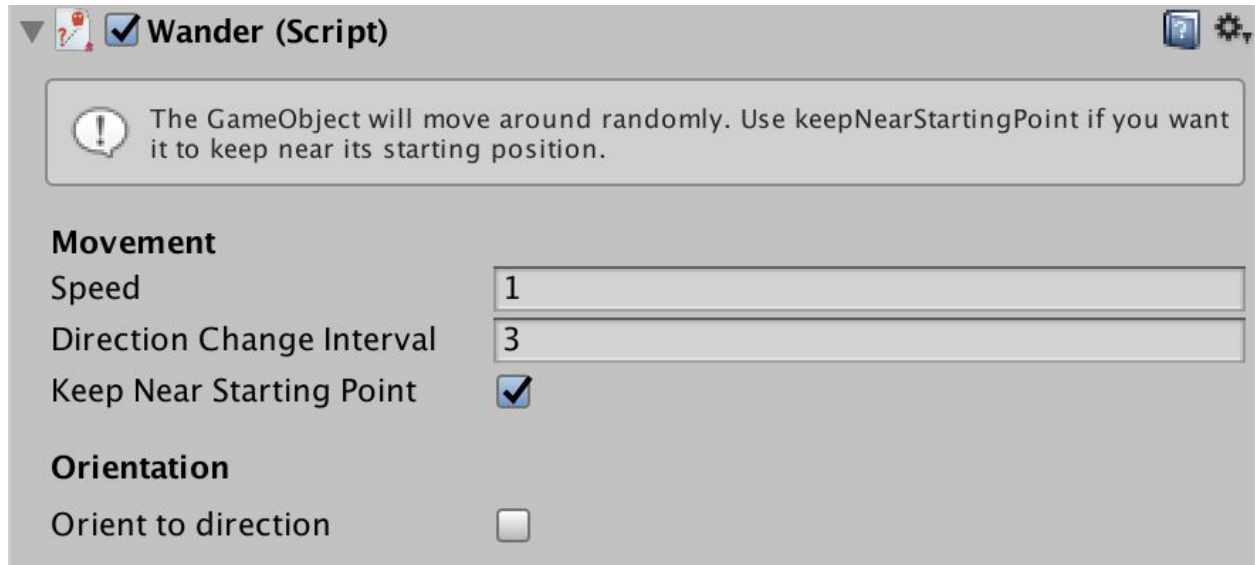 Wander (Script)
The GameObject will move around randomly. Use keepNearStartingPoint if you want
it to keep near its starting position.
Movement
Speed 1
Direction Change Interval 3
Keep Near Starting Point
Orientation
Orient to direction